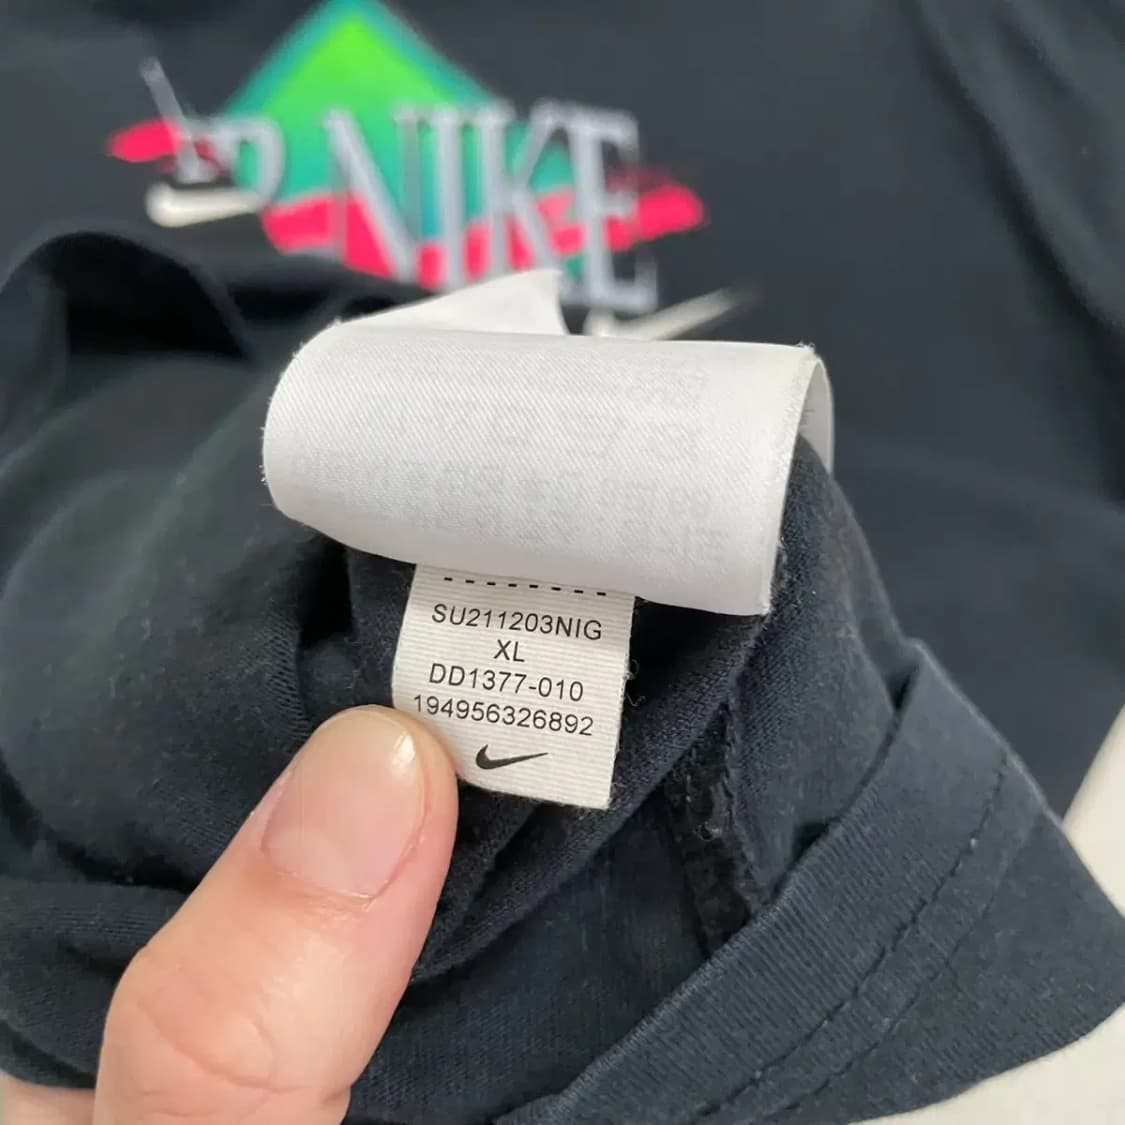 NIKE
SU211203NIG
XL
DD1377-010
194956326892